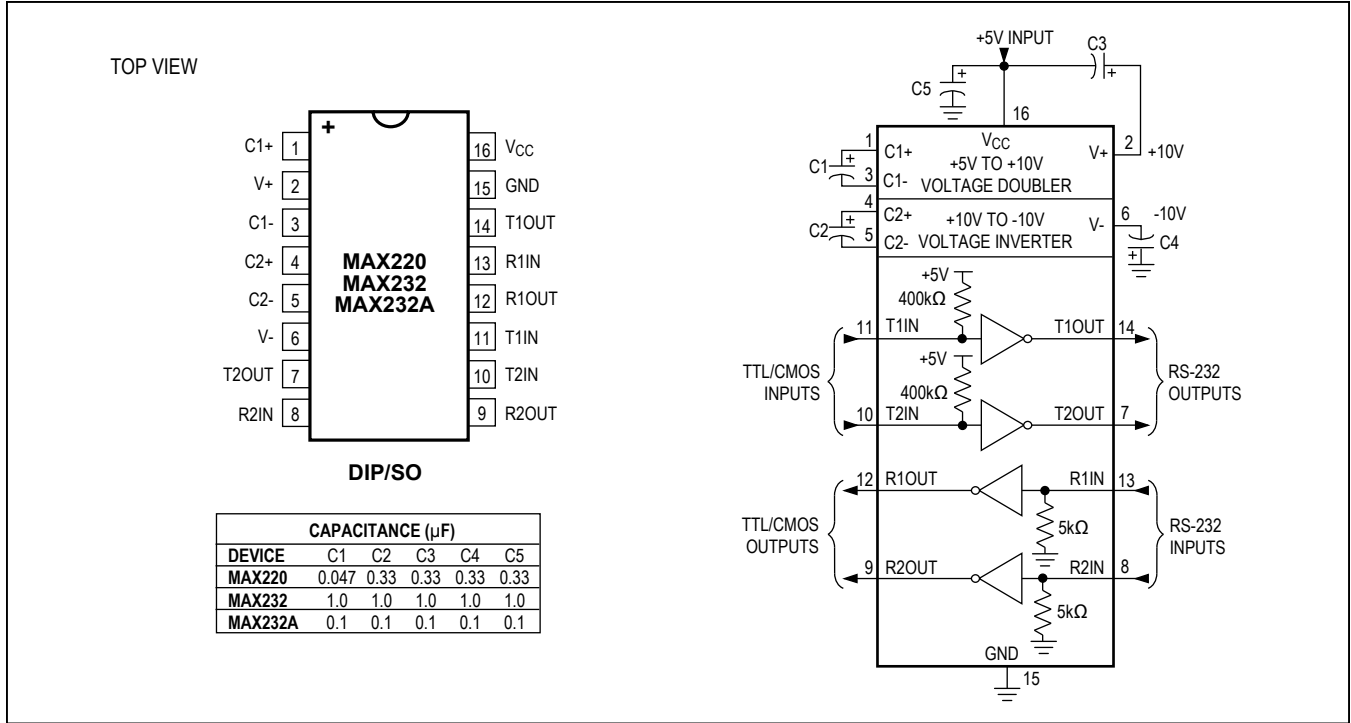 TOP VIEW
+
C1+ 1
V+ 2
C1- 3
C2+ 4
C2- 5
V- 6
T2OUT 7
R2IN 8
MAX220
MAX232
MAX232A
16 VCC
15 GND
14 T1OUT
13 R1IN
12 R1OUT
11 T1IN
10 T2IN
9 R2OUT
DIP/SO
CAPACITANCE (µF)
DEVICE C1 C2 C3 C4 C5
MAX220 0.047 0.33 0.33 0.33 0.33
MAX232 1.0 1.0 1.0 1.0 1.0
MAX232A 0.1 0.1 0.1 0.1 0.1
+5V INPUT
C3
+
C5 +
16
VCC
1 C1+
C1 +
3 C1-
+5V TO +10V
VOLTAGE DOUBLER
V+ 2 +10V
4 C2+
C2 +
5 C2-
+10V TO -10V
VOLTAGE INVERTER
V- 6 -10V
+ C4
+5V
400kΩ
11 T1IN T1OUT 14
+5V
400kΩ
10 T2IN T2OUT 7
TTL/CMOS
INPUTS
RS-232
OUTPUTS
12 R1OUT R1IN 13
5kΩ
9 R2OUT R2IN 8
5kΩ
TTL/CMOS
OUTPUTS
RS-232
INPUTS
GND
15